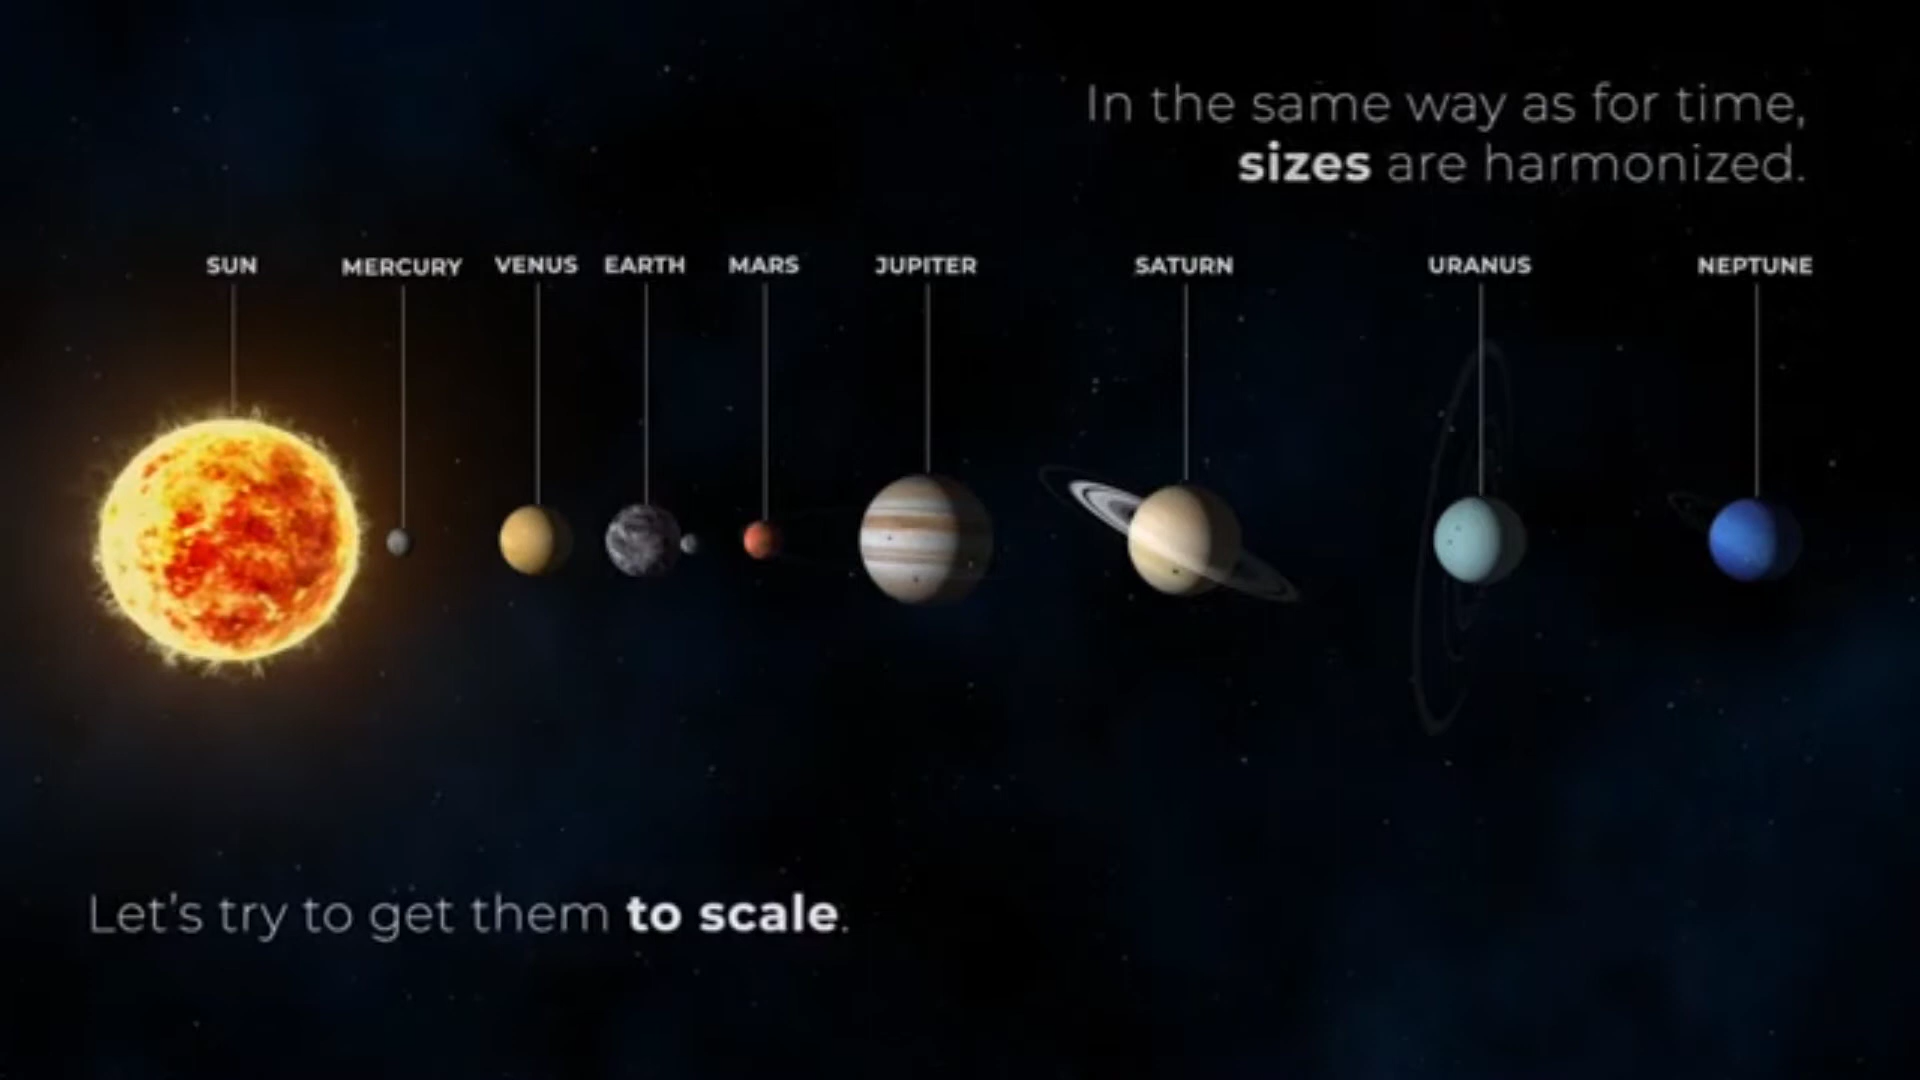 In the same way as for time,
sizes are harmonized.
SUN
MERCURY
VENUS
EARTH
MARS
JUPITER
SATURN
URANUS
NEPTUNE
Let's try to get them to scale.